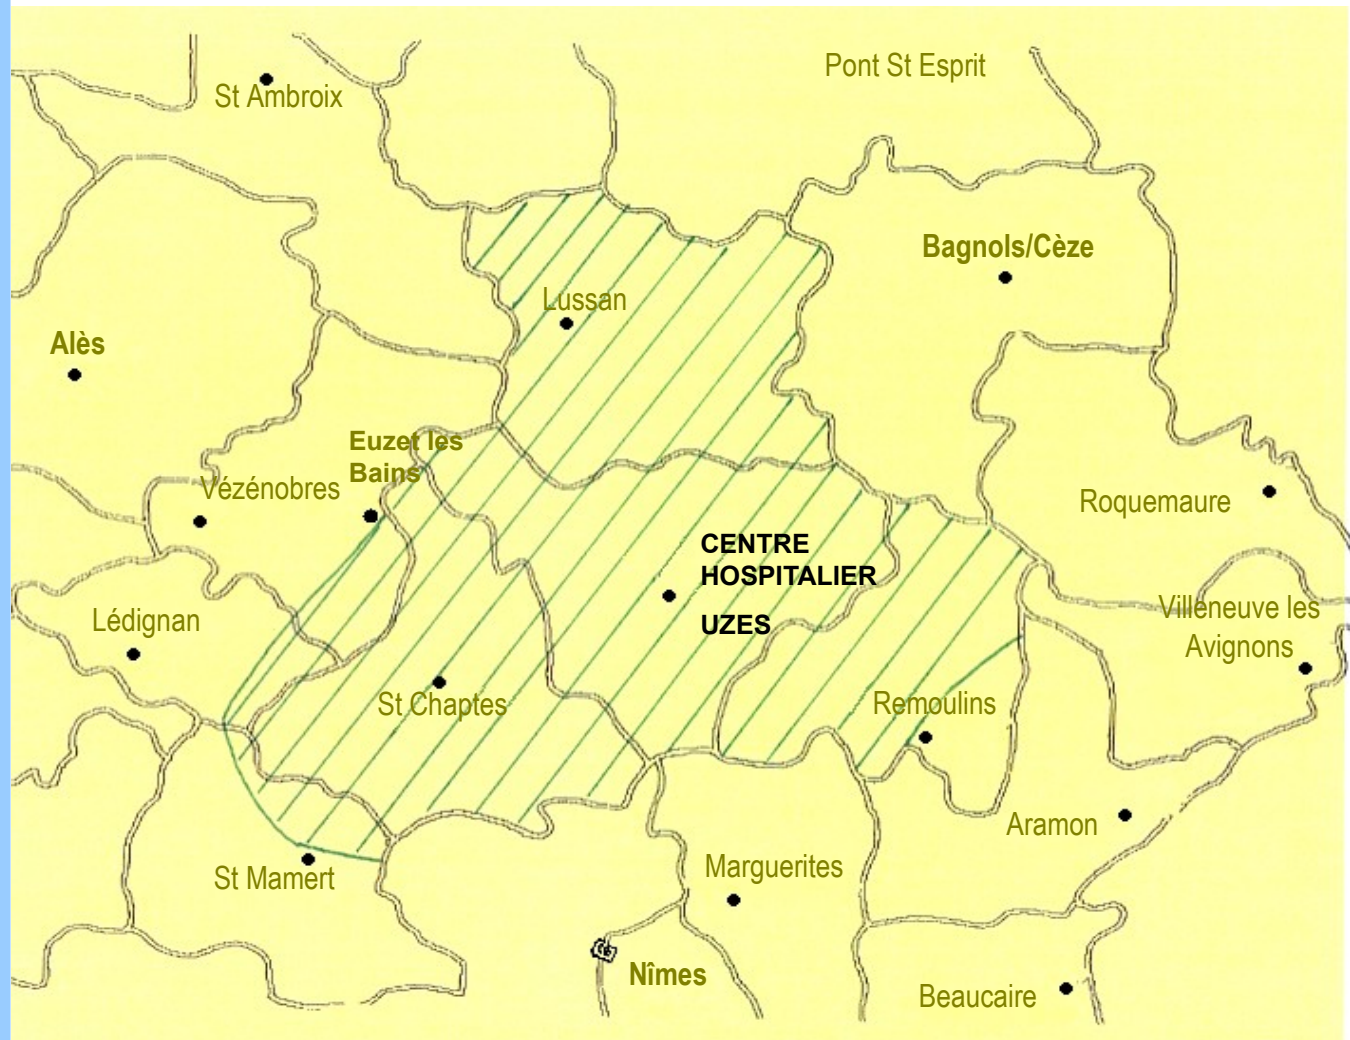 Pont St Esprit
St Ambroix
Bagnols/Cèze
Lussan
Alès
Euzet les
Bains
Vézénobres
Roquemaure
CENTRE
HOSPITALIER
UZES
Lédignan
Villeneuve les
Avignons
St Chaptes
Remoulins
Aramon
St Mamert
Marguerites
Nîmes
Beaucaire